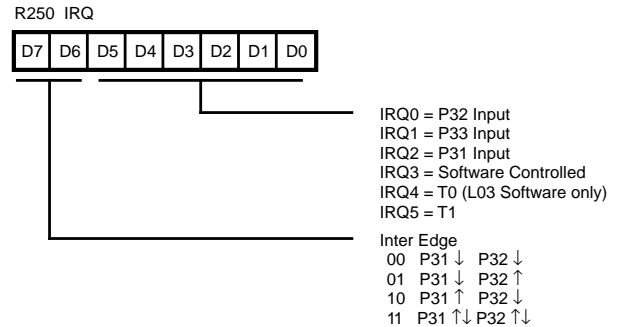 R250 IRQ
D7 D6 D5 D4 D3 D2 D1 D0
IRQ0 = P32 Input
IRQ1 = P33 Input
IRQ2 = P31 Input
IRQ3 = Software Controlled
IRQ4 = T0 (L03 Software only)
IRQ5 = T1
Inter Edge
00 P31 ↓ P32 ↓
01 P31 ↓ P32 ↑
10 P31 ↑ P32 ↓
11 P31 ↑↓ P32 ↑↓